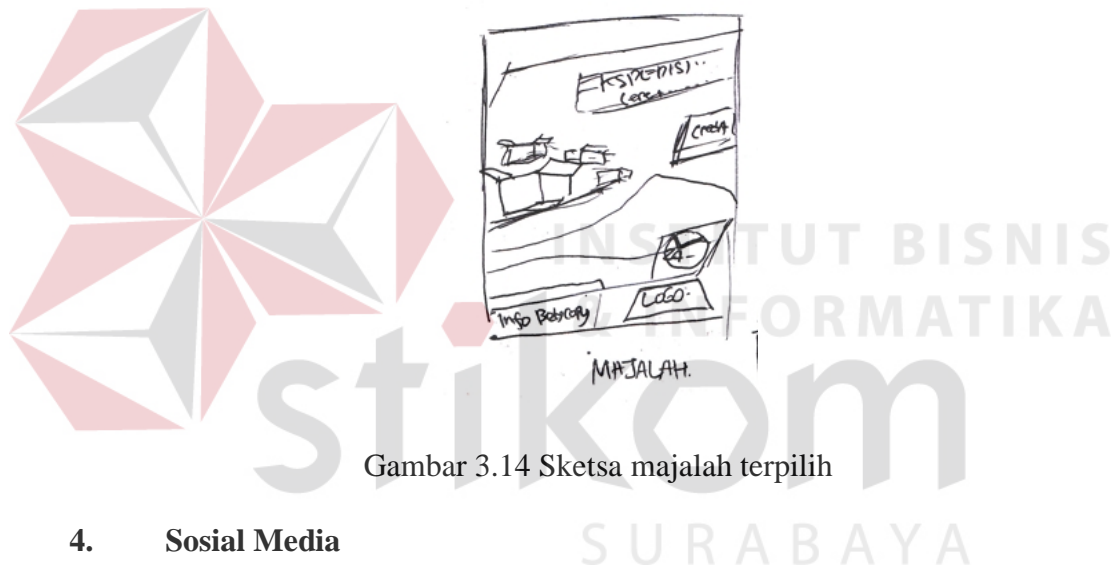 EKSPEDISI..
Info Bodycopy
LOGO.
MAJALAH.
INSTITUT BISNIS
& INFORMATIKA
stikom
SURABAYA
Gambar 3.14 Sketsa majalah terpilih
4. Sosial Media